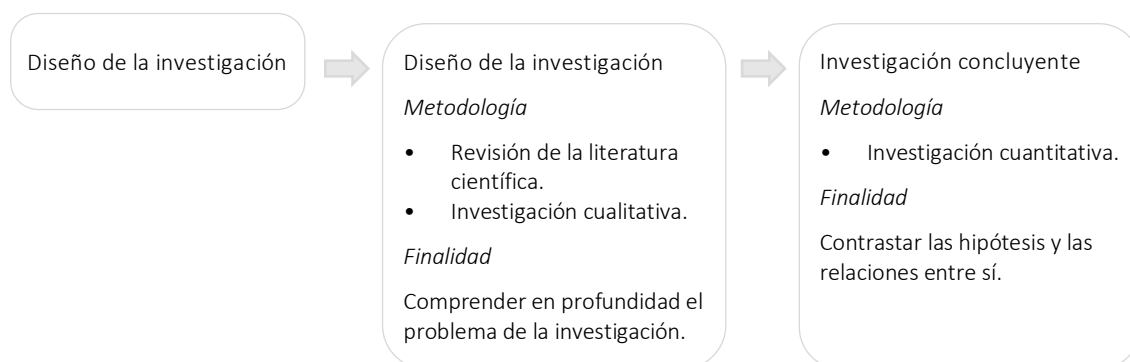 Diseño de la investigación
Diseño de la investigación
Metodología
• Revisión de la literatura
científica.
• Investigación cualitativa.
Finalidad
Comprender en profundidad el
problema de la investigación.
Investigación concluyente
Metodología
• Investigación cuantitativa.
Finalidad
Contrastar las hipótesis y las
relaciones entre sí.